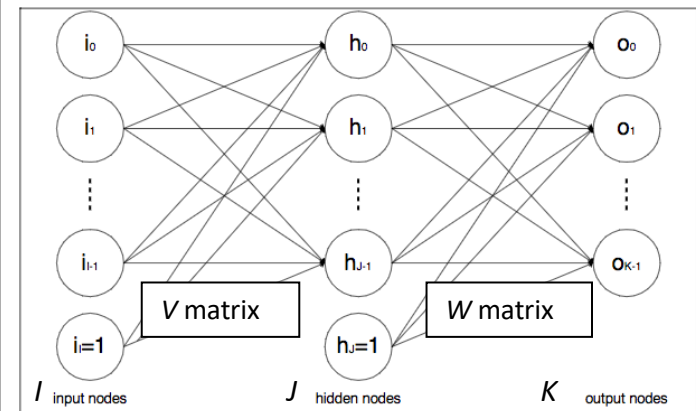 i0 h0 o0
i1 h1 o1
iI-1 hJ-1 oK-1
V matrix W matrix
iI=1 hJ=1
I input nodes J hidden nodes K output nodes